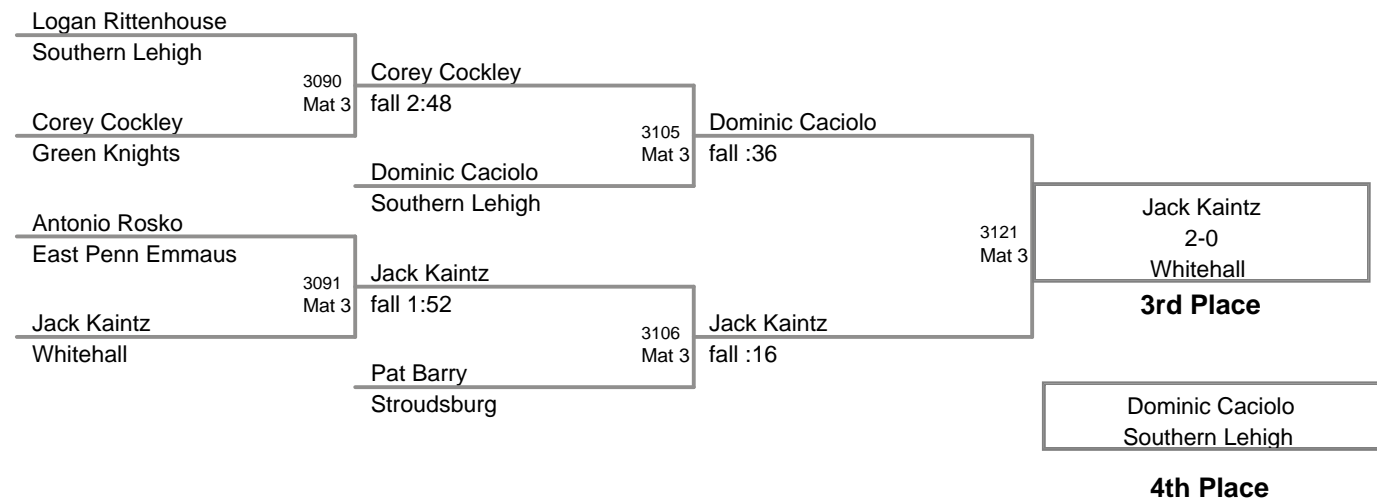 Logan Rittenhouse
Southern Lehigh
3090
Mat 3
Corey Cockley
fall 2:48
Corey Cockley
Green Knights
3105
Mat 3
Dominic Caciolo
fall :36
Dominic Caciolo
Southern Lehigh
Antonio Rosko
East Penn Emmaus
3091
Mat 3
Jack Kaintz
fall 1:52
Jack Kaintz
Whitehall
3106
Mat 3
Jack Kaintz
fall :16
Pat Barry
Stroudsburg
3121
Mat 3
Jack Kaintz
2-0
Whitehall
3rd Place
Dominic Caciolo
Southern Lehigh
4th Place